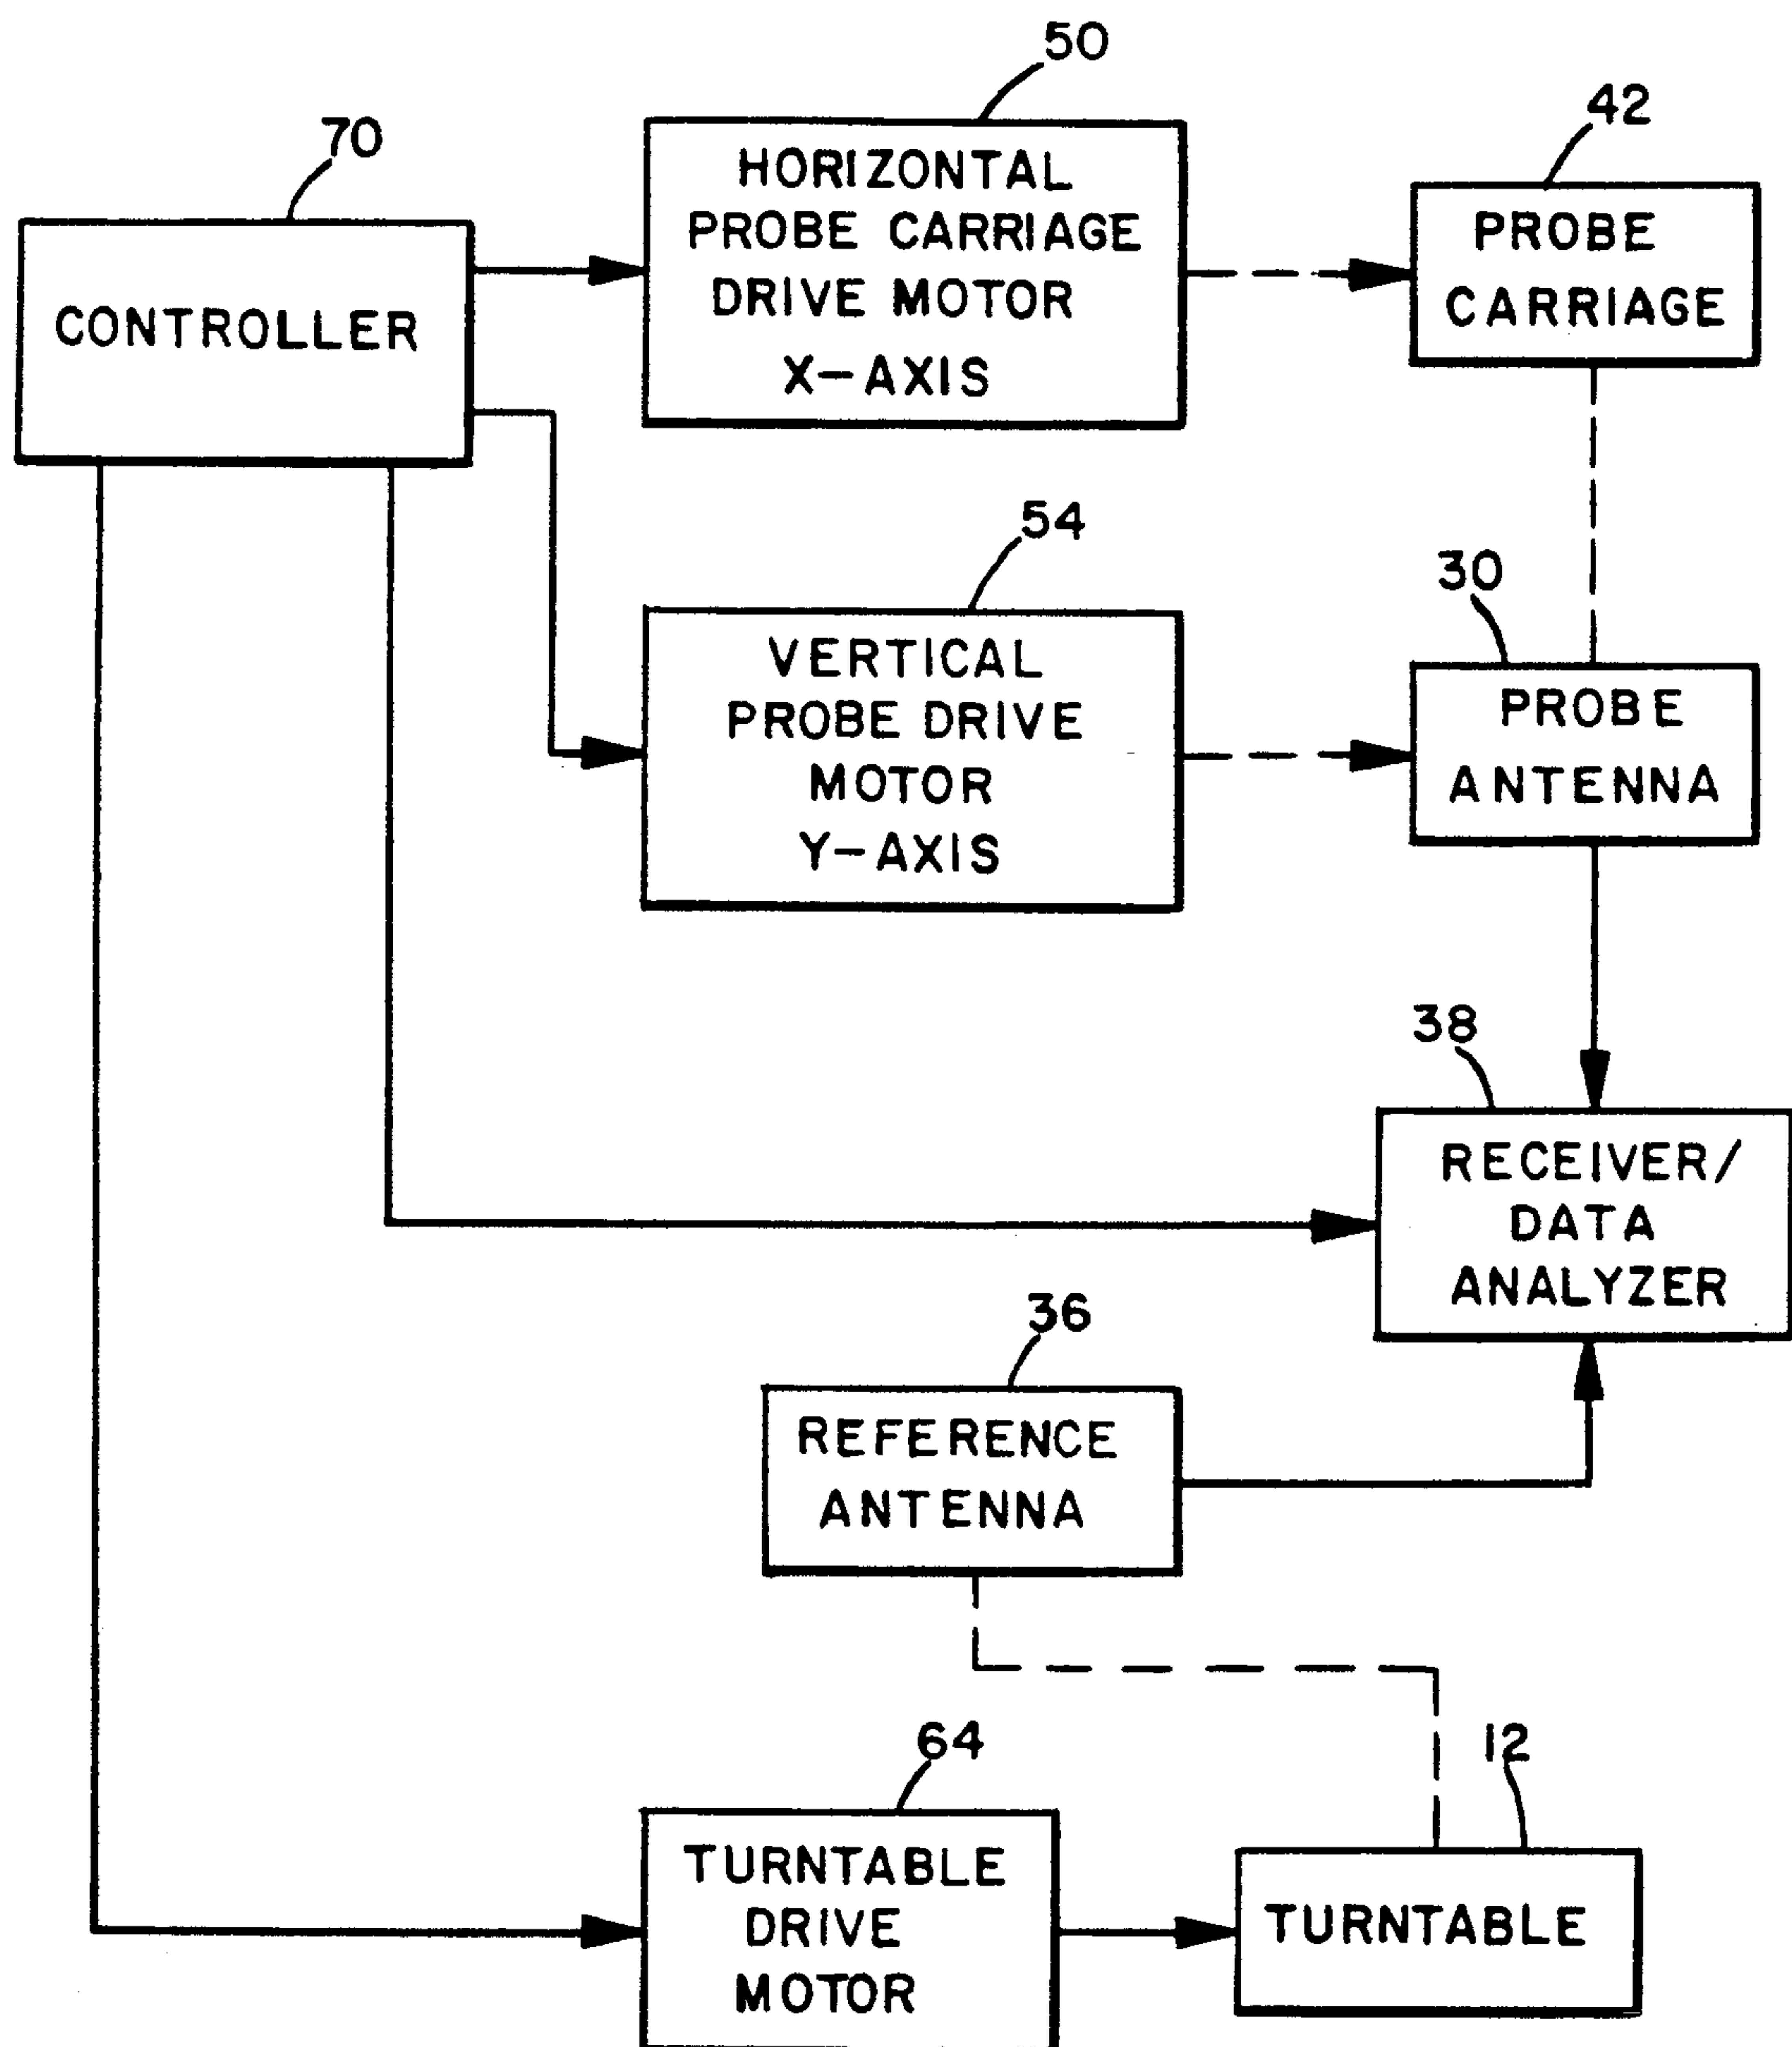 50
HORIZONTAL
PROBE CARRIAGE
DRIVE MOTOR
X-AXIS
42
PROBE
CARRIAGE
70
CONTROLLER
54
VERTICAL
PROBE DRIVE
MOTOR
Y-AXIS
30
PROBE
ANTENNA
38
RECEIVER/
DATA
ANALYZER
36
REFERENCE
ANTENNA
64
TURNTABLE
DRIVE
MOTOR
12
TURNTABLE